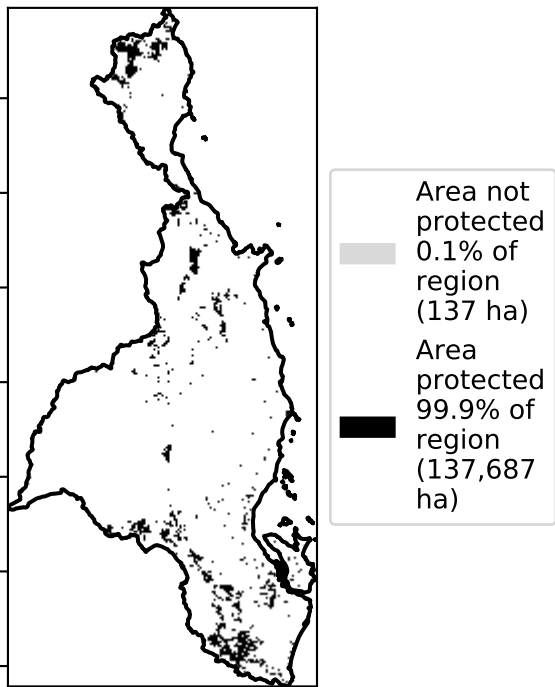 Area not
protected
0.1% of
region
(137 ha)
Area
protected
99.9% of
region
(137,687
ha)